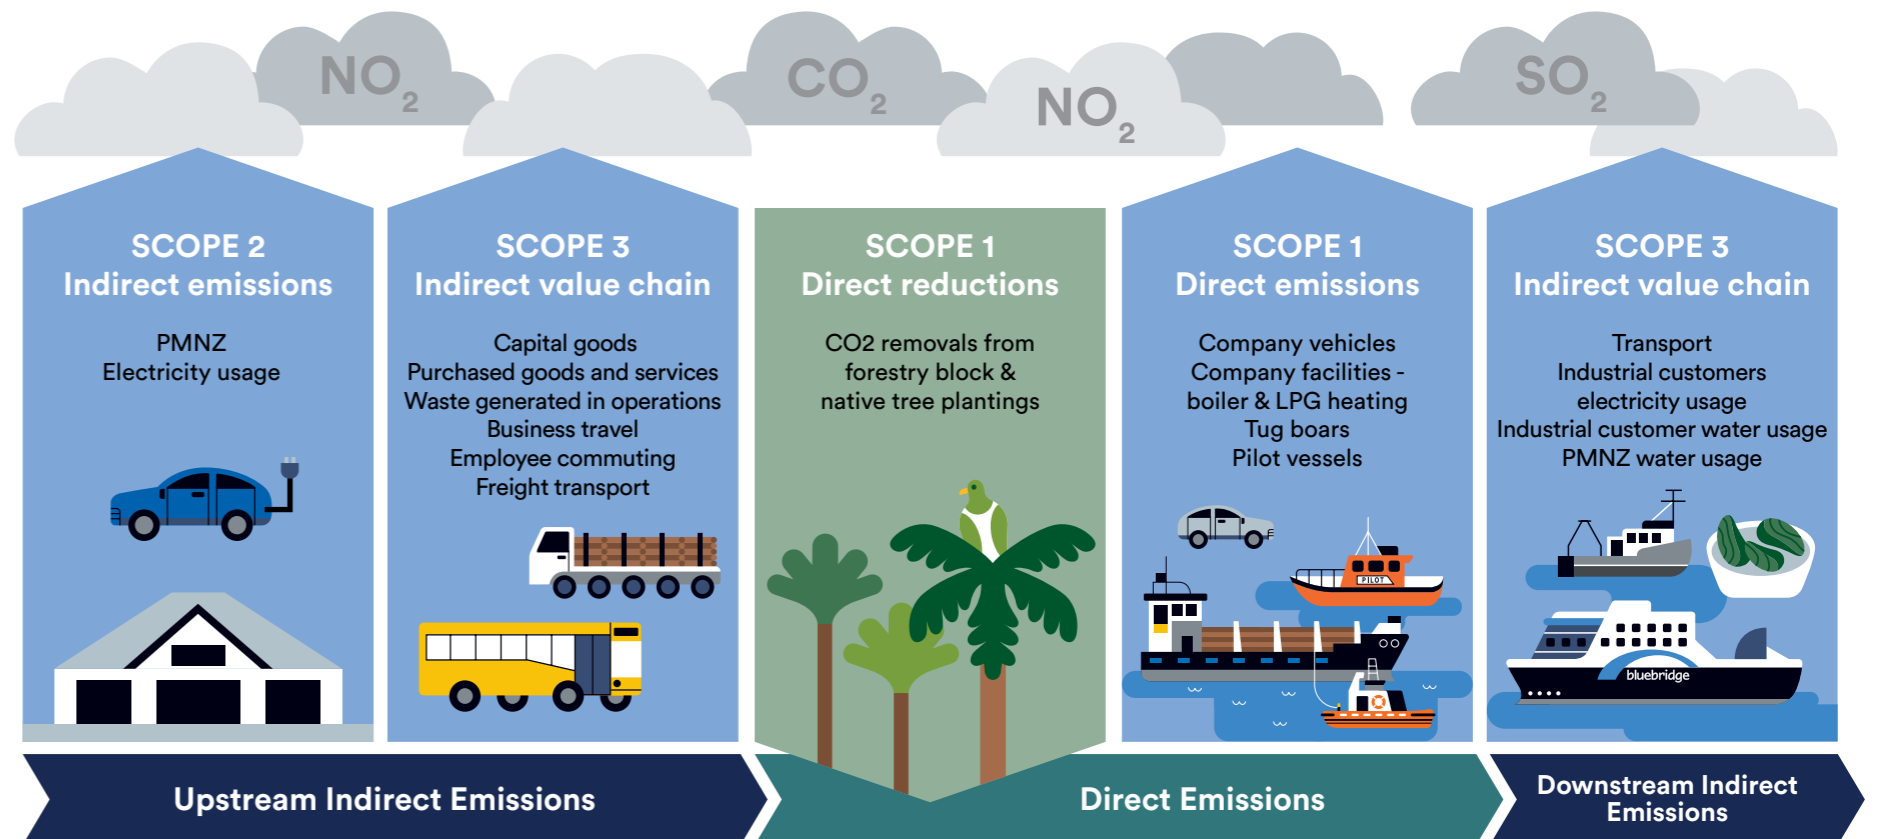 NO2
CO2
NO2
SO2
SCOPE 2
Indirect emissions
PMNZ
Electricity usage
SCOPE 3
Indirect value chain
Capital goods
Purchased goods and services
Waste generated in operations
Business travel
Employee commuting
Freight transport
SCOPE 1
Direct reductions
CO2 removals from
forestry block &
native tree plantings
SCOPE 1
Direct emissions
Company vehicles
Company facilities -
boiler & LPG heating
Tug boars
Pilot vessels
PILOT
SCOPE 3
Indirect value chain
Transport
Industrial customers
electricity usage
Industrial customer water usage
PMNZ water usage
bluebridge
Upstream Indirect Emissions
Direct Emissions
Downstream Indirect
Emissions